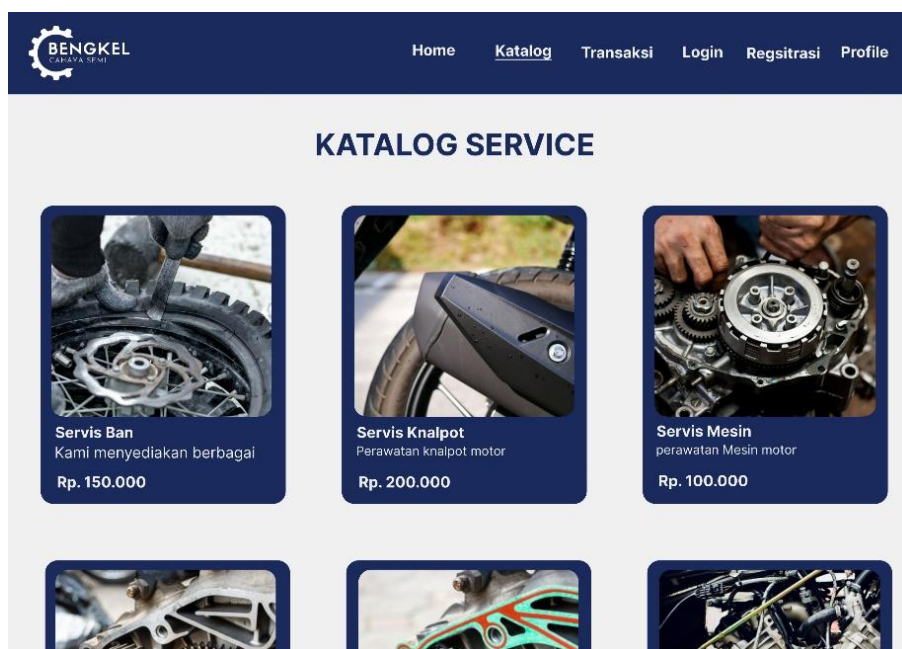 BENGKEL
CAHAYA SEMI
Home Katalog Transaksi Login Regsitrasi Profile
KATALOG SERVICE
Servis Ban
Kami menyediakan berbagai
Rp. 150.000
Servis Knalpot
Perawatan knalpot motor
Rp. 200.000
Servis Mesin
perawatan Mesin motor
Rp. 100.000